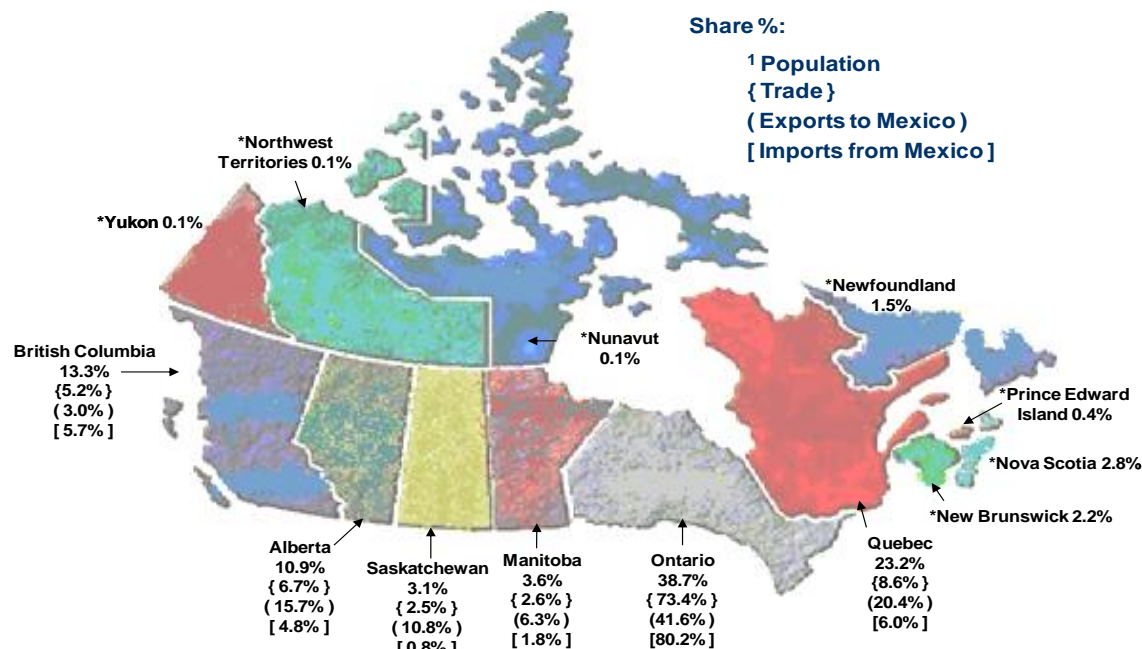 Share %:
¹ Population
{ Trade }
( Exports to Mexico )
[ Imports from Mexico ]
*Northwest
Territories 0.1%
*Yukon 0.1%
*Newfoundland
1.5%
*Nunavut
0.1%
British Columbia
13.3%
{5.2% }
( 3.0% )
[ 5.7% ]
*Prince Edward
Island 0.4%
*Nova Scotia 2.8%
*New Brunswick 2.2%
Alberta
10.9%
{ 6.7% }
( 15.7% )
[ 4.8% ]
Saskatchewan
3.1%
{ 2.5% }
( 10.8% )
[ 0.8% ]
Manitoba
3.6%
{ 2.6% }
(6.3% )
[ 1.8% ]
Ontario
38.7%
{ 73.4% }
(41.6% )
[80.2% ]
Quebec
23.2%
{8.6% }
(20.4%)
[6.0% ]